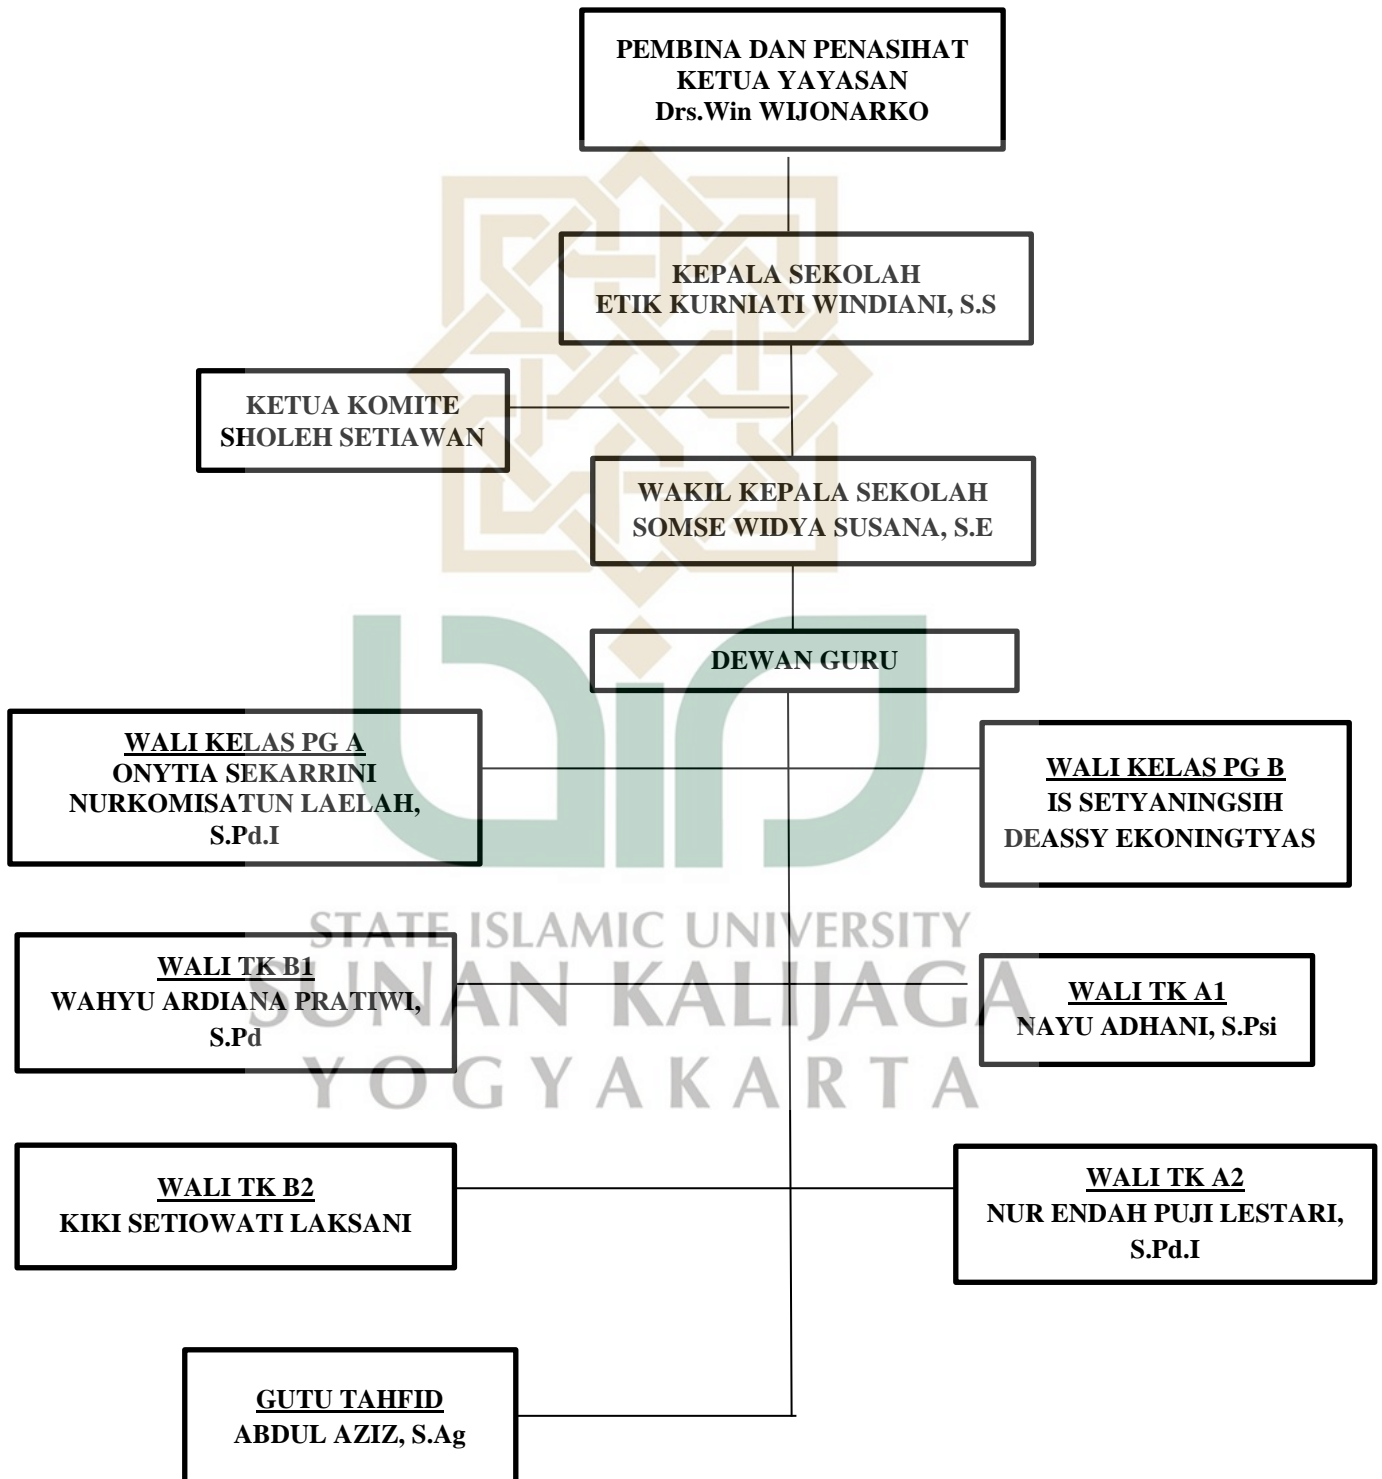 PEMBINA DAN PENASIHAT
KETUA YAYASAN
Drs.Win WIJONARKO
KEPALA SEKOLAH
ETIK KURNIATI WINDIANI, S.S
KETUA KOMITE
SHOLEH SETIAWAN
WAKIL KEPALA SEKOLAH
SOMSE WIDYA SUSANA, S.E
DEWAN GURU
WALI KELAS PG A
ONYTIA SEKARRINI
NURKOMISATUN LAELAH,
S.Pd.I
WALI KELAS PG B
IS SETYANINGSIH
DEASSY EKONINGTYAS
STATE ISLAMIC UNIVERSITY
SUNAN KALIJAGA
YOGYAKARTA
WALI TK B1
WAHYU ARDIANA PRATIWI,
S.Pd
WALI TK A1
NAYU ADHANI, S.Psi
WALI TK B2
KIKI SETIOWATI LAKSANI
WALI TK A2
NUR ENDAH PUJI LESTARI,
S.Pd.I
GUTU TAHFID
ABDUL AZIZ, S.Ag